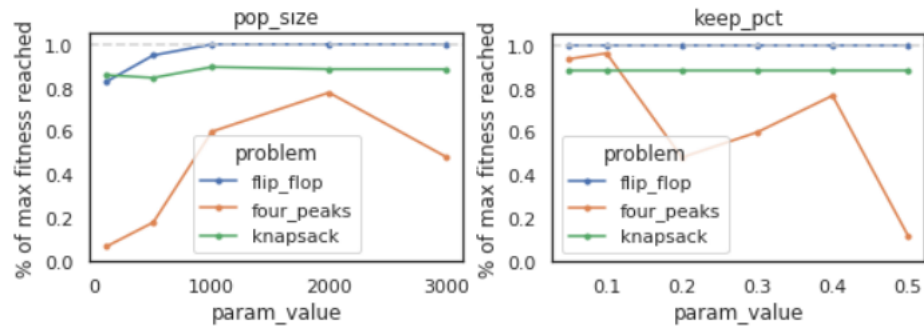 pop_size
% of max fitness reached
1.0
0.8
0.6
0.4
0.2
0.0
problem
flip_flop
four_peaks
knapsack
0
1000
2000
3000
param_value
keep_pct
% of max fitness reached
1.0
0.8
0.6
0.4
0.2
0.0
problem
flip_flop
four_peaks
knapsack
0.1
0.2
0.3
0.4
0.5
param_value